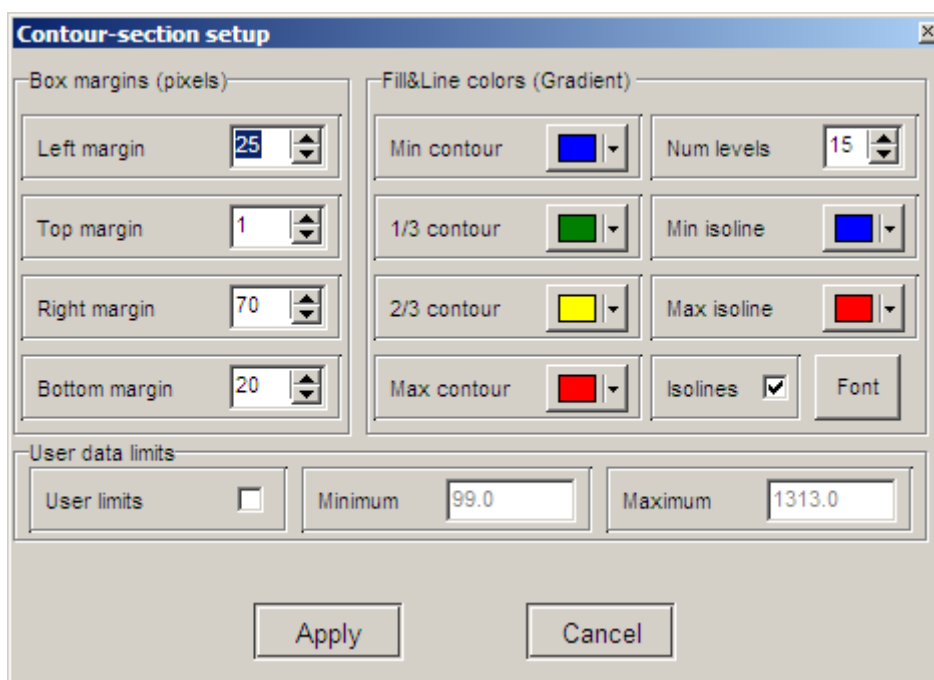 Contour-section setup
Box margins (pixels)
Left margin 25
Top margin 1
Right margin 70
Bottom margin 20
Fill&Line colors (Gradient)
Min contour
1/3 contour
2/3 contour
Max contour
Num levels 15
Min isoline
Max isoline
Isolines
Font
User data limits
User limits
Minimum 99.0
Maximum 1313.0
Apply
Cancel